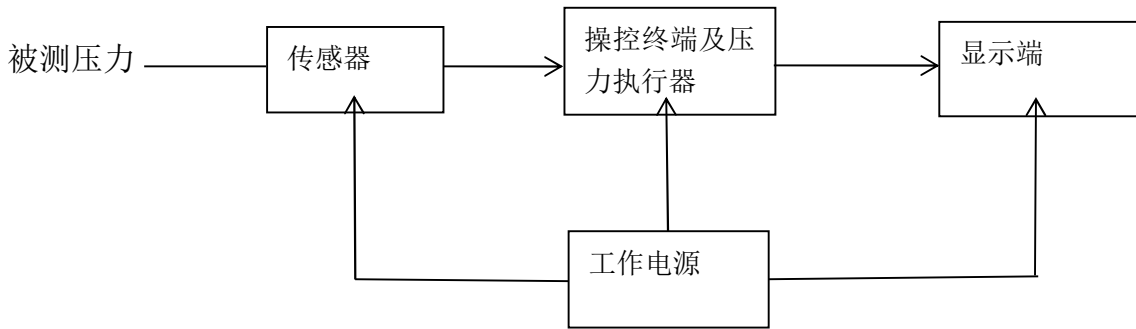 被测压力
传感器
操控终端及压
力执行器
显示端
工作电源